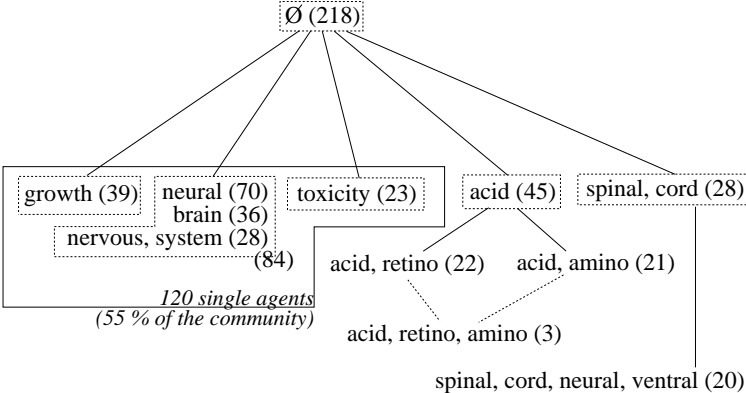 Ø (218)
growth (39) neural (70) toxicity (23) acid (45) spinal, cord (28)
brain (36)
nervous, system (28)
(84)
acid, retino (22) acid, amino (21)
120 single agents
(55 % of the community)
acid, retino, amino (3)
spinal, cord, neural, ventral (20)